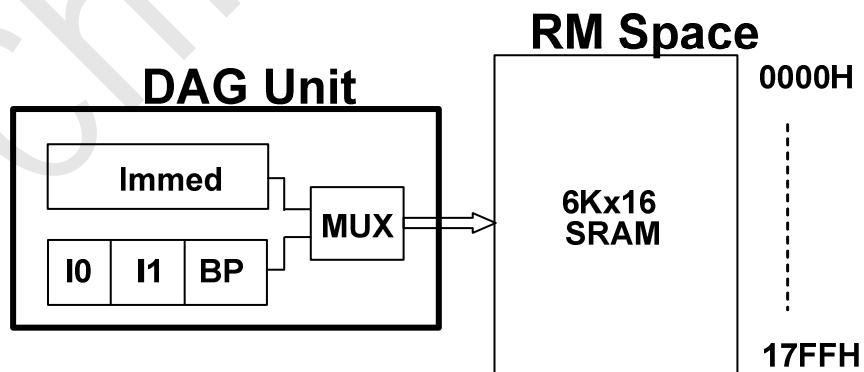 RM Space
0000H
DAG Unit
Immed
MUX
I0 I1 BP
6Kx16
SRAM
17FFH